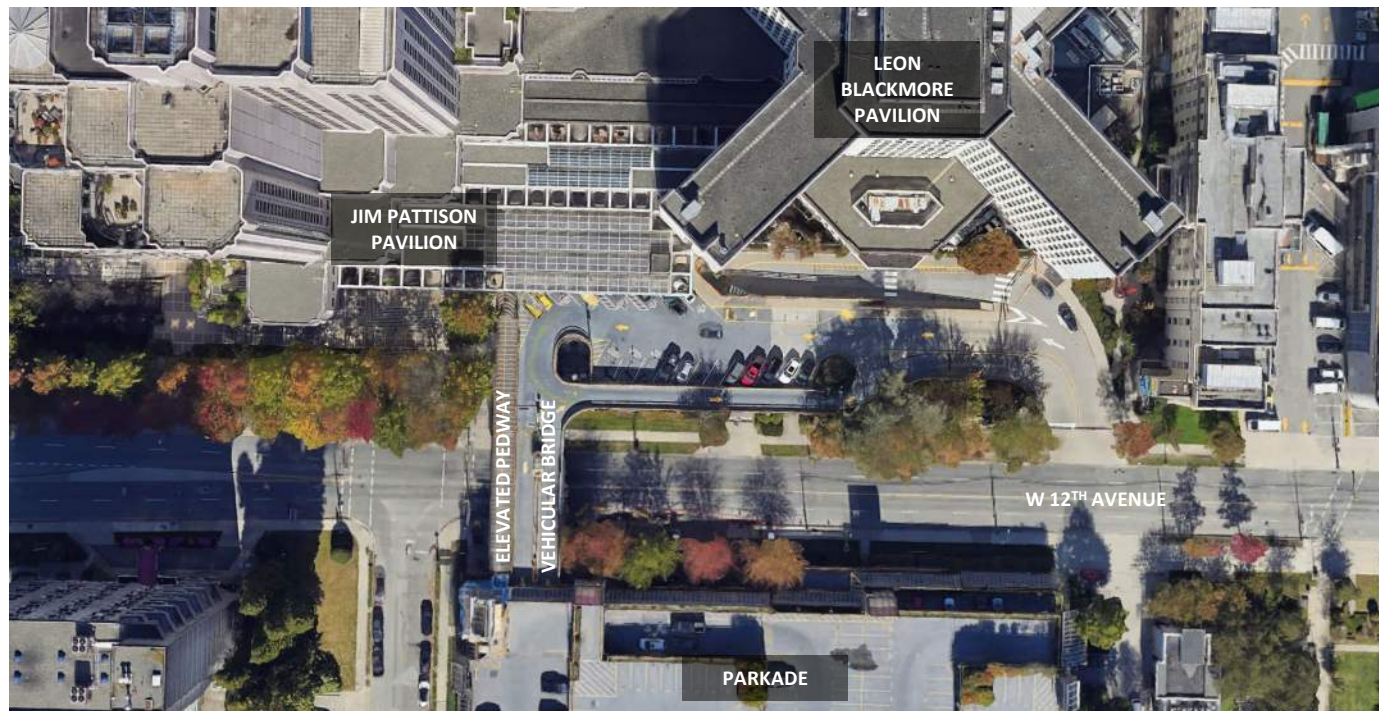 LEON
BLACKMORE
PAVILION
JIM PATTISON
PAVILION
ELEVATED PEDWAY
VEHICULAR BRIDGE
W 12TH AVENUE
PARKADE